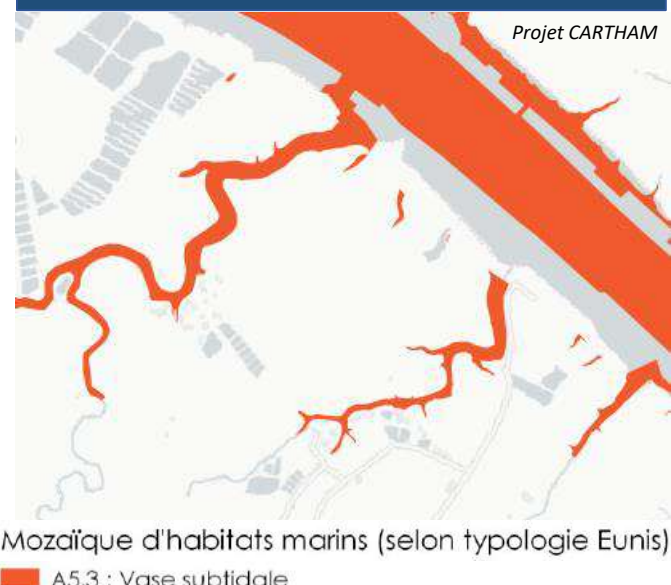 Projet CARTHAM
Mozaïque d'habitats marins (selon typologie Eunis)
A5.3 : Vase subtidale